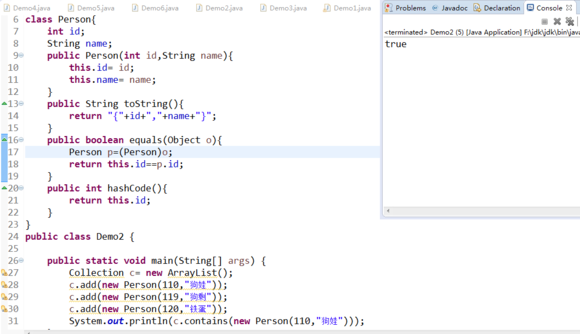 Demo4.java Demo5.java Demo6.java Demo2.java Demo3.java Demo1.java
Problems Javadoc Declaration Console
<terminated> Demo2 (5) [Java Application] F:\jdk\jdk\bin\java
true
6 class Person{
7 int id;
8 String name;
9 public Person(int id,String name){
10 this.id= id;
11 this.name= name;
12 }
13 public String toString(){
14 return "{"+id+","+name+"}";
15 }
16 public boolean equals(Object o){
17 Person p=(Person)o;
18 return this.id==p.id;
19 }
20 public int hashCode(){
21 return this.id;
22 }
23 }
24 public class Demo2 {
25
26 public static void main(String[] args) {
27 Collection c= new ArrayList();
28 c.add(new Person(110,"狗娃"));
29 c.add(new Person(119,"狗剩"));
30 c.add(new Person(120,"铁蛋"));
31 System.out.println(c.contains(new Person(110,"狗娃")));